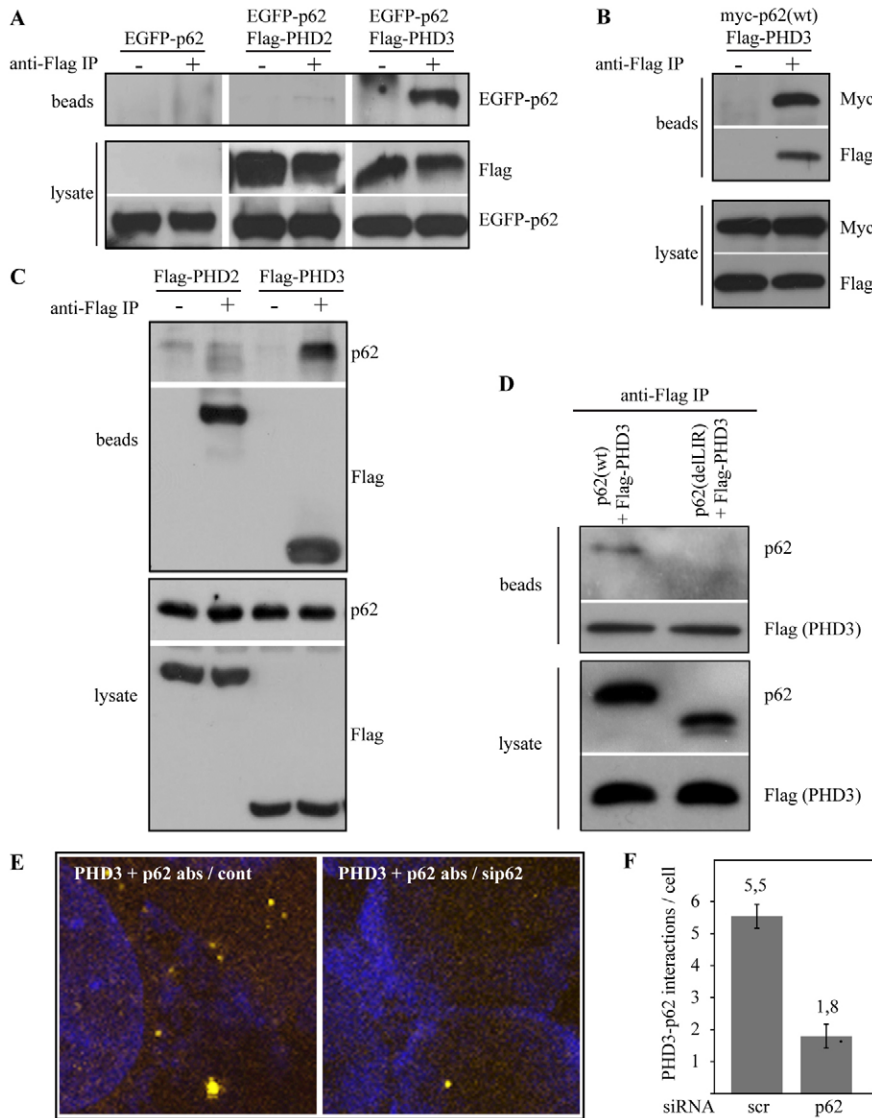 A
EGFP-p62
EGFP-p62
Flag-PHD2
EGFP-p62
Flag-PHD3
anti-Flag IP - + - + - +
beads
EGFP-p62
lysate
Flag
EGFP-p62
B
myc-p62(wt)
Flag-PHD3
anti-Flag IP - +
beads
Myc
Flag
lysate
Myc
Flag
C
Flag-PHD2 Flag-PHD3
anti-Flag IP - + - +
p62
beads
Flag
p62
lysate
Flag
D
anti-Flag IP
p62(wt)
+ Flag-PHD3
p62(delLIR)
+ Flag-PHD3
beads
p62
Flag (PHD3)
lysate
p62
Flag (PHD3)
E
PHD3 + p62 abs / cont
PHD3 + p62 abs / sip62
F
PHD3-p62 interactions / cell
6
5
4
3
2
1
5,5
1,8
siRNA scr p62